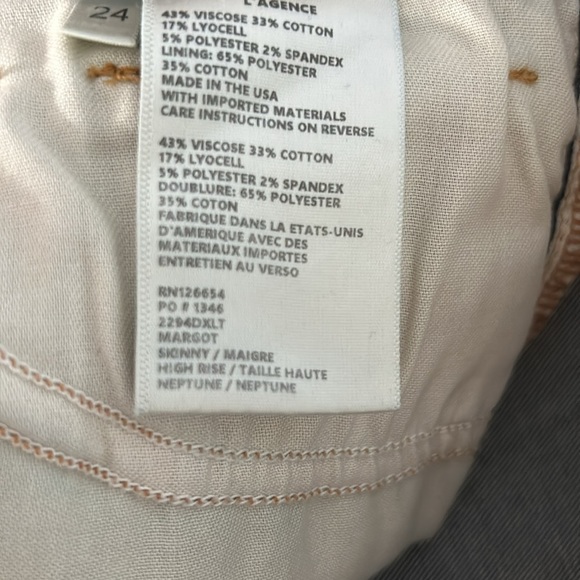 24
L'AGENCE
43% VISCOSE 33% COTTON
17% LYOCELL
5% POLYESTER 2% SPANDEX
LINING: 65% POLYESTER
35% COTTON
MADE IN THE USA
WITH IMPORTED MATERIALS
CARE INSTRUCTIONS ON REVERSE
43% VISCOSE 33% COTTON
17% LYOCELL
5% POLYESTER 2% SPANDEX
DOUBLURE: 65% POLYESTER
35% COTON
FABRIQUE DANS LA ETATS-UNIS
D'AMERIQUE AVEC DES
MATERIAUX IMPORTES
ENTRETIEN AU VERSO
RN126654
PO # 1346
2294DXLT
MARGOT
SKINNY / MAIGRE
HIGH RISE / TAILLE HAUTE
NEPTUNE / NEPTUNE